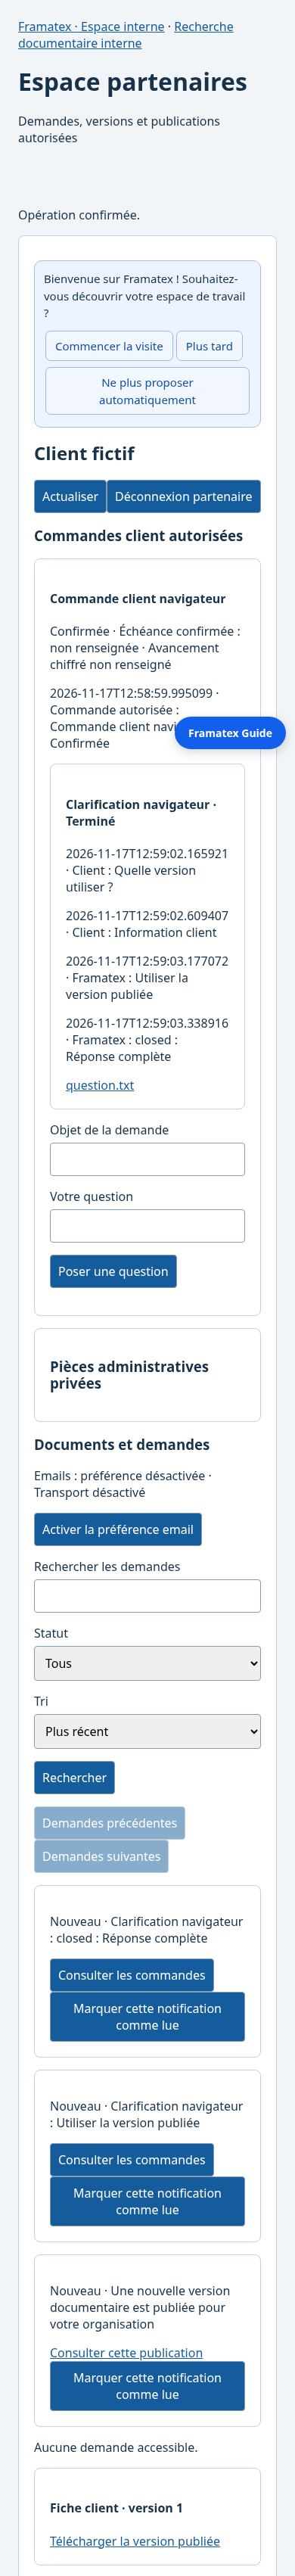 Framatex · Espace interne · Recherche
documentaire interne
Espace partenaires
Demandes, versions et publications
autorisées
Opération confirmée.
Bienvenue sur Framatex ! Souhaitez-
vous découvrir votre espace de travail
?
Commencer la visite
Plus tard
Ne plus proposer
automatiquement
Client fictif
Actualiser
Déconnexion partenaire
Commandes client autorisées
Commande client navigateur
Confirmée · Échéance confirmée :
non renseignée · Avancement
chiffré non renseigné
2026-11-17T12:58:59.995099 ·
Commande autorisée :
Commande client navi
Confirmée
Framatex Guide
Clarification navigateur ·
Terminé
2026-11-17T12:59:02.165921
· Client : Quelle version
utiliser ?
2026-11-17T12:59:02.609407
· Client : Information client
2026-11-17T12:59:03.177072
· Framatex : Utiliser la
version publiée
2026-11-17T12:59:03.338916
· Framatex : closed :
Réponse complète
question.txt
Objet de la demande
Votre question
Poser une question
Pièces administratives
privées
Documents et demandes
Emails : préférence désactivée ·
Transport désactivé
Activer la préférence email
Rechercher les demandes
Statut
Tous
Tri
Plus récent
Rechercher
Demandes précédentes
Demandes suivantes
Nouveau · Clarification navigateur
: closed : Réponse complète
Consulter les commandes
Marquer cette notification
comme lue
Nouveau · Clarification navigateur
: Utiliser la version publiée
Consulter les commandes
Marquer cette notification
comme lue
Nouveau · Une nouvelle version
documentaire est publiée pour
votre organisation
Consulter cette publication
Marquer cette notification
comme lue
Aucune demande accessible.
Fiche client · version 1
Télécharger la version publiée